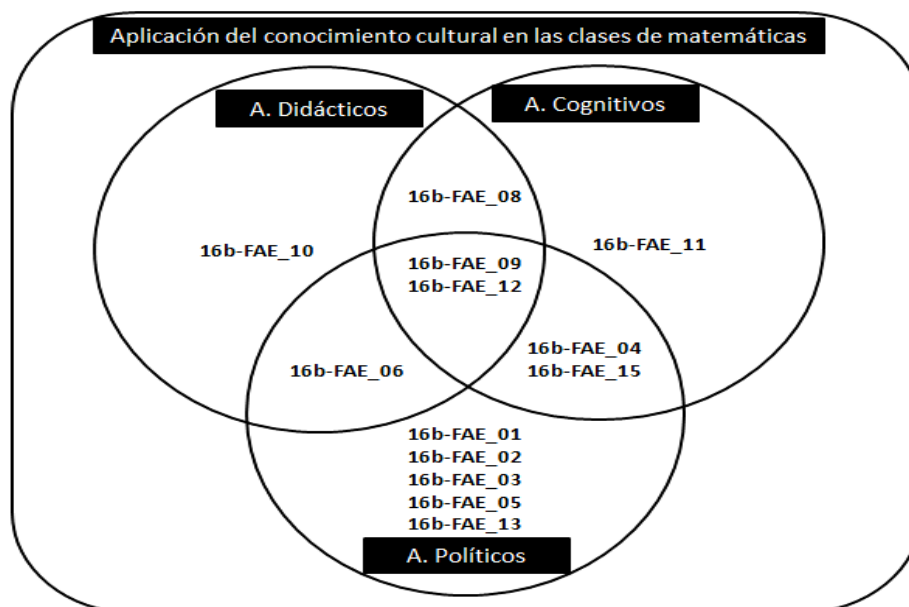 Aplicación del conocimiento cultural en las clases de matemáticas
A. Didácticos
A. Cognitivos
16b-FAE_08
16b-FAE_10
16b-FAE_11
16b-FAE_09
16b-FAE_12
16b-FAE_04
16b-FAE_15
16b-FAE_06
16b-FAE_01
16b-FAE_02
16b-FAE_03
16b-FAE_05
16b-FAE_13
A. Políticos